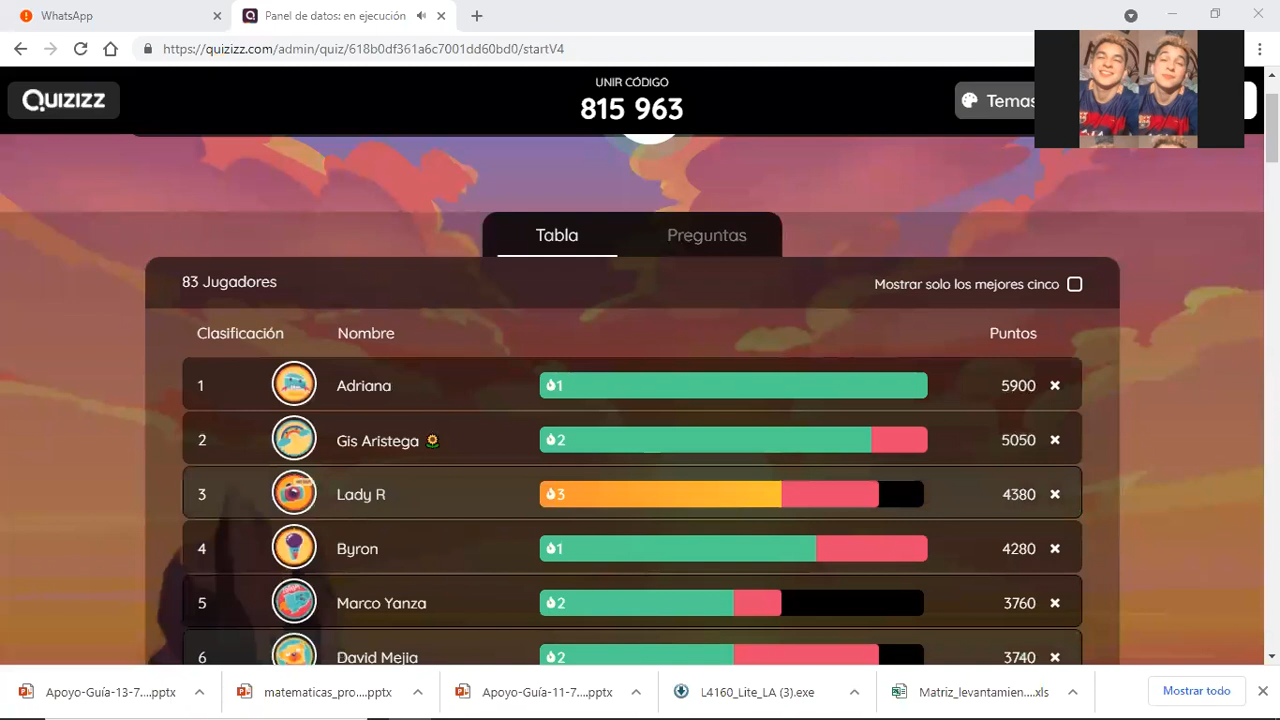 WhatsApp
Panel de datos: en ejecución
https://quizizz.com/admin/quiz/618b0df361a6c7001dd60bd0/startV4
QUIZIZZ
UNIR CÓDIGO
815 963
Temas
Tabla Preguntas
83 Jugadores Mostrar solo los mejores cinco
Clasificación Nombre Puntos
1 Adriana 1 5900
2 Gis Aristega 🌻 2 5050
3 Lady R 3 4380
4 Byron 1 4280
5 Marco Yanza 2 3760
6 David Mejia 2 3740
Apoyo-Guía-13-7....pptx matematicas_pro....pptx Apoyo-Guía-11-7....pptx L4160_Lite_LA (3).exe Matriz_levantamien....xls Mostrar todo